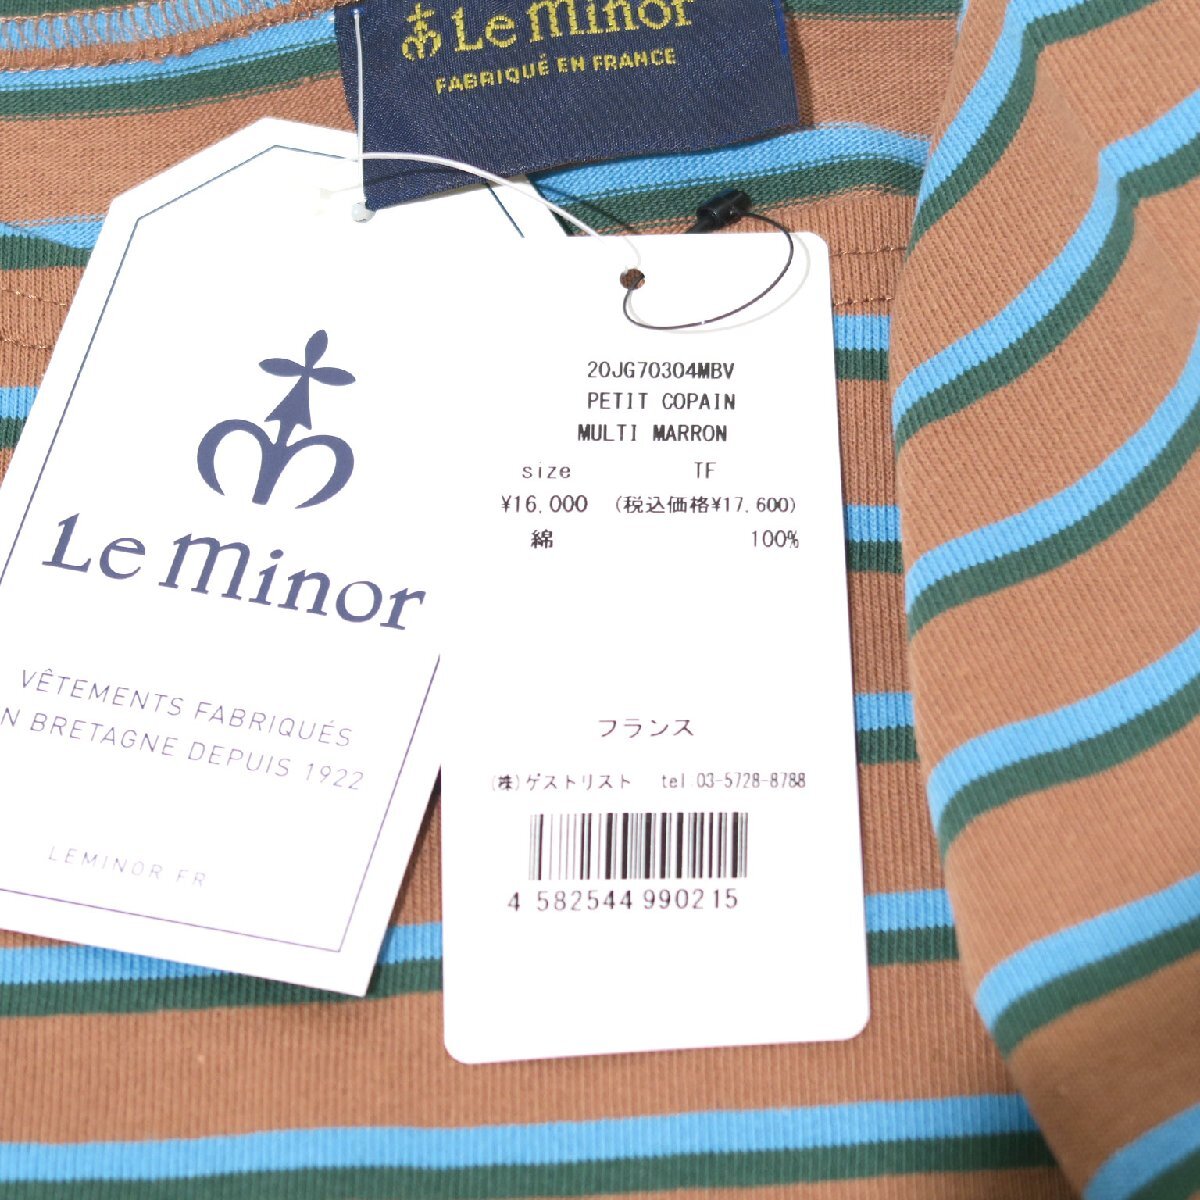 Le Minor
FABRIQUÉ EN FRANCE
Le Minor
VÊTEMENTS FABRIQUÉS
N BRETAGNE DEPUIS 1922
LEMINOR.FR
20JG70304MBV
PETIT COPAIN
MULTI MARRON
size TF
¥16,000 (税込価格¥17,600)
綿 100%
フランス
(株)ゲストリスト tel:03-5728-8788
4 582544 990215